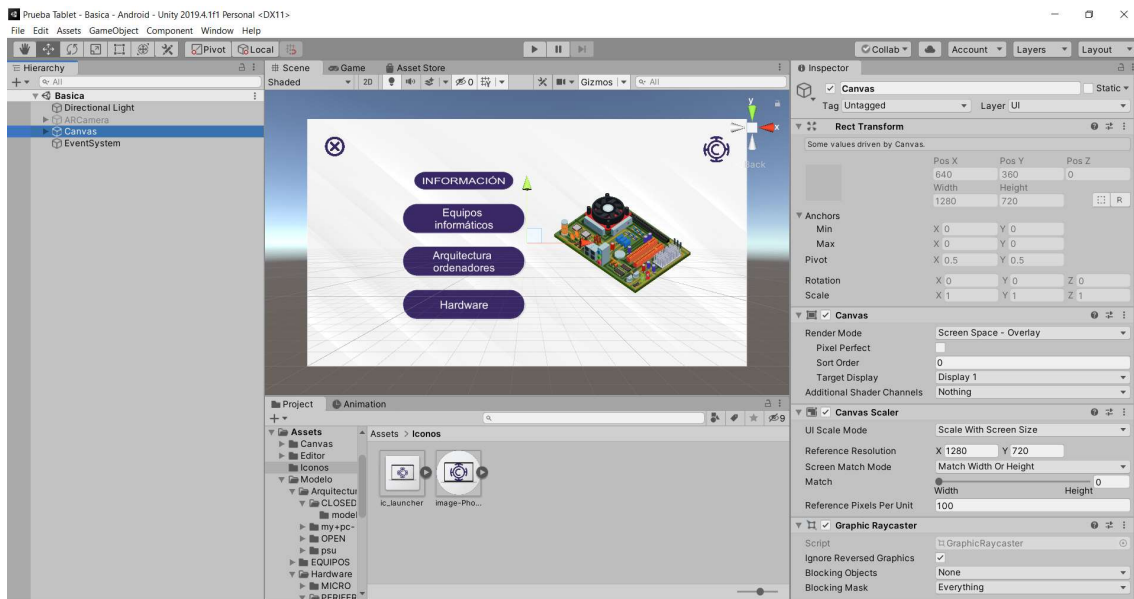 Prueba Tablet - Basica - Android - Unity 2019.4.1f1 Personal <DX11>
File Edit Assets GameObject Component Window Help
Pivot Local Collab Account Layers Layout
Hierarchy
All
Basica
Directional Light
ARCamera
Canvas
EventSystem
Scene Game Asset Store
Shaded 2D 0 Gizmos All
y
x
Back
INFORMACIÓN
Equipos
informáticos
Arquitectura
ordenadores
Hardware
Project Animation
9
Assets
Canvas
Editor
Iconos
Modelo
Arquitectur
CLOSED
model
my+pc-
OPEN
psu
EQUIPOS
Hardware
MICRO
PERIFER
Assets > Iconos
ic_launcher image-Pho...
Inspector
Canvas Static
Tag Untagged Layer UI
Rect Transform
Some values driven by Canvas.
Pos X Pos Y Pos Z
640 360 0
Width Height
1280 720
R
Anchors
Min X 0 Y 0
Max X 0 Y 0
Pivot X 0.5 Y 0.5
Rotation X 0 Y 0 Z 0
Scale X 1 Y 1 Z 1
Canvas
Render Mode Screen Space - Overlay
Pixel Perfect
Sort Order 0
Target Display Display 1
Additional Shader Channels Nothing
Canvas Scaler
UI Scale Mode Scale With Screen Size
Reference Resolution X 1280 Y 720
Screen Match Mode Match Width Or Height
Match 0
Width Height
Reference Pixels Per Unit 100
Graphic Raycaster
Script GraphicRaycaster
Ignore Reversed Graphics
Blocking Objects None
Blocking Mask Everything